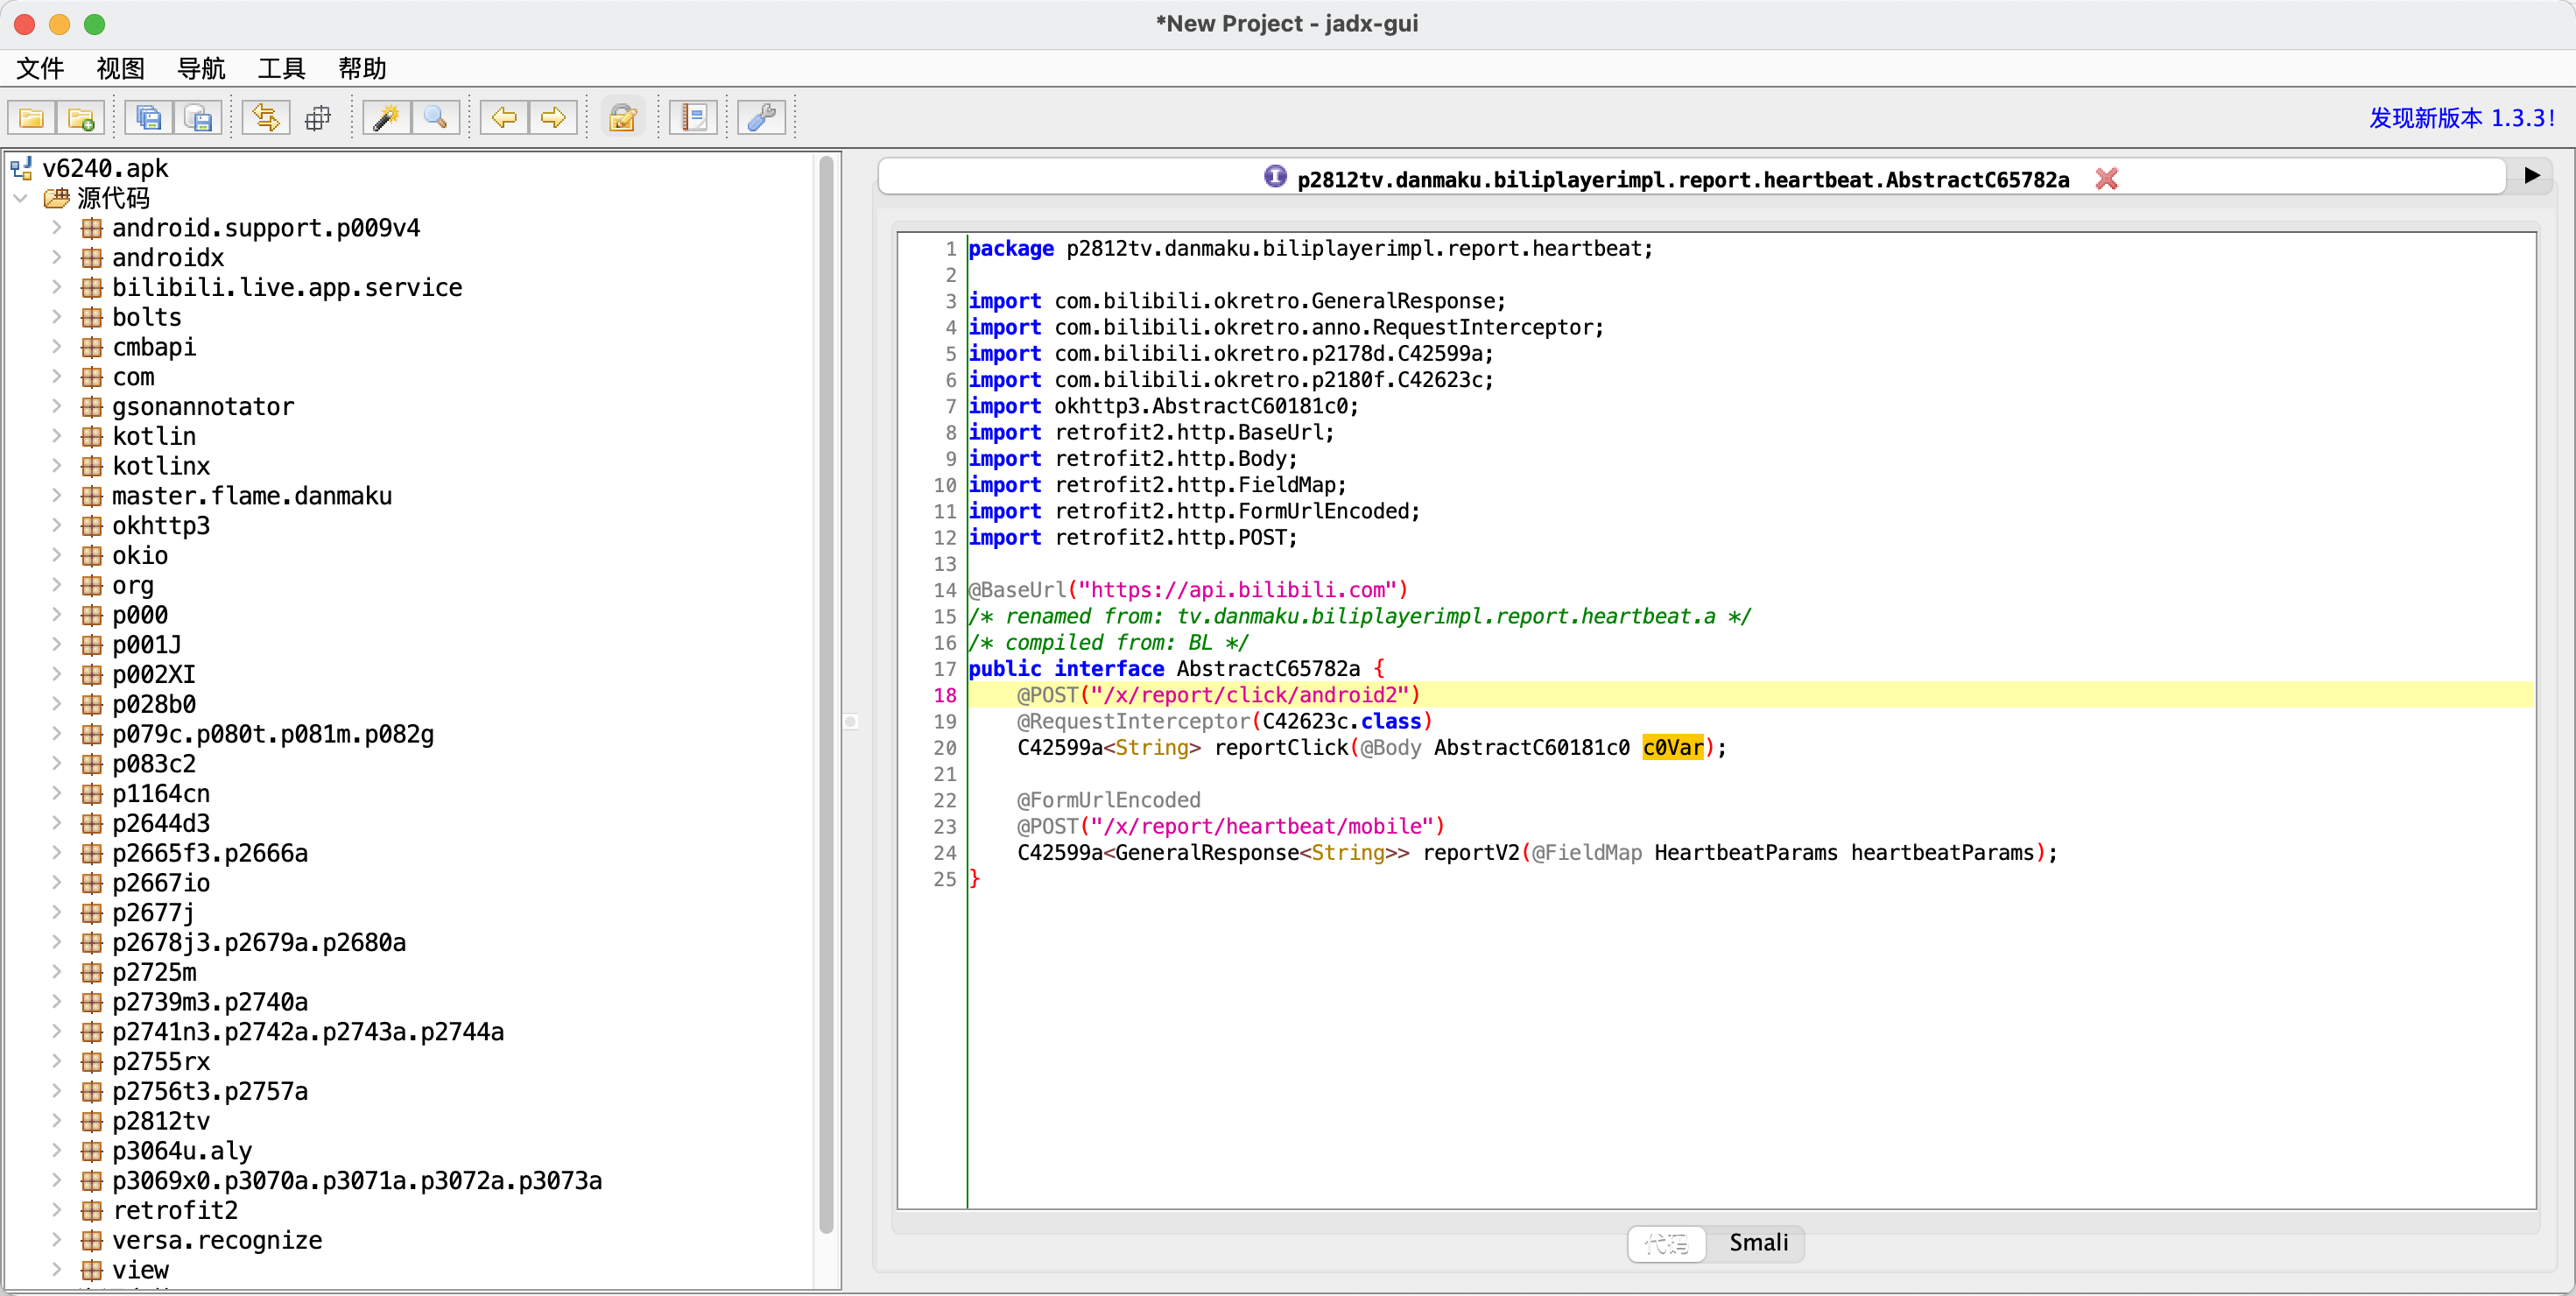 *New Project - jadx-gui
文件 视图 导航 工具 帮助
发现新版本 1.3.3!
v6240.apk
源代码
android.support.p009v4
androidx
bilibili.live.app.service
bolts
cmbapi
com
gsonannotator
kotlin
kotlinx
master.flame.danmaku
okhttp3
okio
org
p000
p001J
p002XI
p028b0
p079c.p080t.p081m.p082g
p083c2
p1164cn
p2644d3
p2665f3.p2666a
p2667io
p2677j
p2678j3.p2679a.p2680a
p2725m
p2739m3.p2740a
p2741n3.p2742a.p2743a.p2744a
p2755rx
p2756t3.p2757a
p2812tv
p3064u.aly
p3069x0.p3070a.p3071a.p3072a.p3073a
retrofit2
versa.recognize
view
p2812tv.danmaku.biliplayerimpl.report.heartbeat.AbstractC65782a
1 package p2812tv.danmaku.biliplayerimpl.report.heartbeat;
2
3 import com.bilibili.okretro.GeneralResponse;
4 import com.bilibili.okretro.anno.RequestInterceptor;
5 import com.bilibili.okretro.p2178d.C42599a;
6 import com.bilibili.okretro.p2180f.C42623c;
7 import okhttp3.AbstractC60181c0;
8 import retrofit2.http.BaseUrl;
9 import retrofit2.http.Body;
10 import retrofit2.http.FieldMap;
11 import retrofit2.http.FormUrlEncoded;
12 import retrofit2.http.POST;
13
14 @BaseUrl("https://api.bilibili.com")
15 /* renamed from: tv.danmaku.biliplayerimpl.report.heartbeat.a */
16 /* compiled from: BL */
17 public interface AbstractC65782a {
18 @POST("/x/report/click/android2")
19 @RequestInterceptor(C42623c.class)
20 C42599a<String> reportClick(@Body AbstractC60181c0 c0Var);
21
22 @FormUrlEncoded
23 @POST("/x/report/heartbeat/mobile")
24 C42599a<GeneralResponse<String>> reportV2(@FieldMap HeartbeatParams heartbeatParams);
25 }
代码 Smali